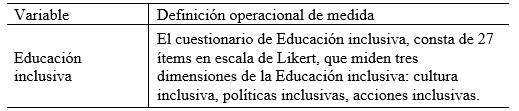 Variable Definición operacional de medida
El cuestionario de Educación inclusiva, consta de 27
Educación ítems en escala de Likert, que miden tres
inclusiva dimensiones de la Educación inclusiva: cultura
inclusiva, políticas inclusivas, acciones inclusivas.